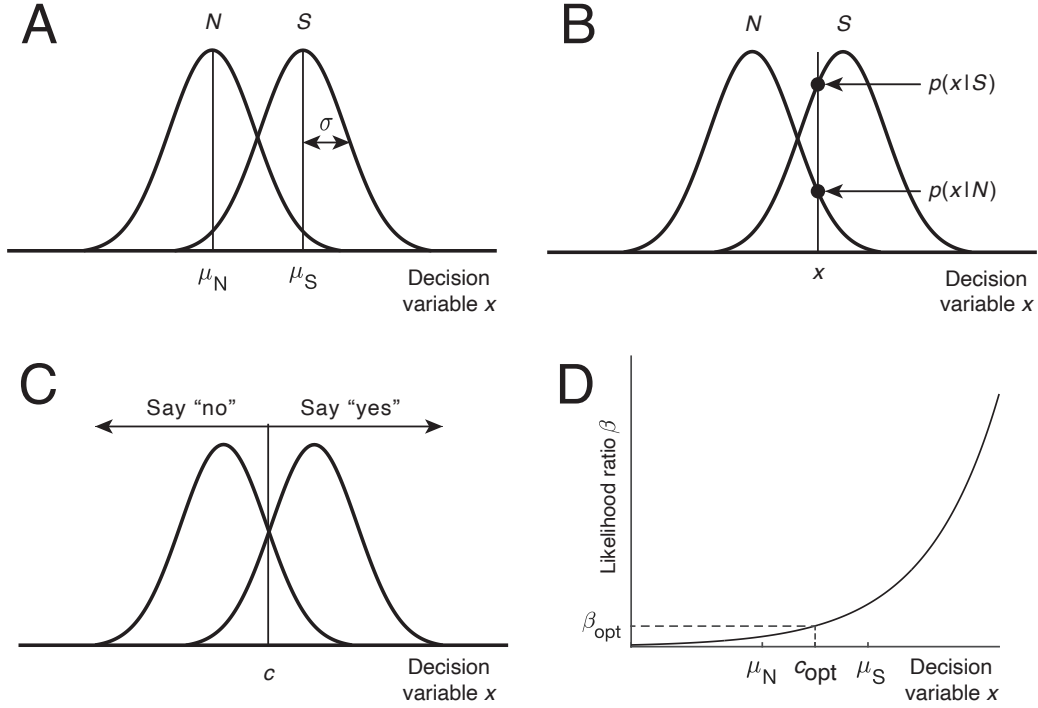 A
N
S
σ
μN
μS
Decision
variable x
B
N
S
p(x|S)
p(x|N)
x
Decision
variable x
C
Say “no”
Say “yes”
c
Decision
variable x
D
Likelihood ratio β
βopt
μN
copt
μS
Decision
variable x